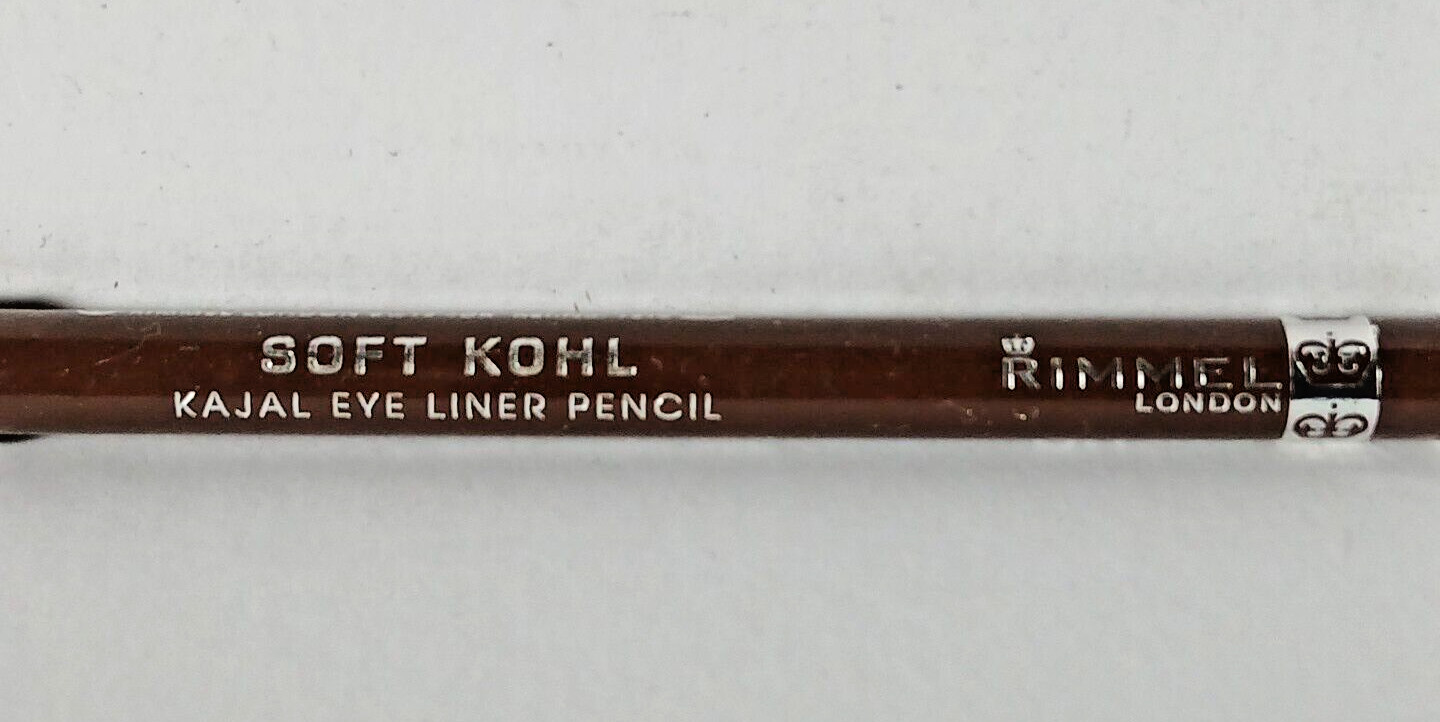 SOFT KOHL
KAJAL EYE LINER PENCIL
RIMMEL
LONDON